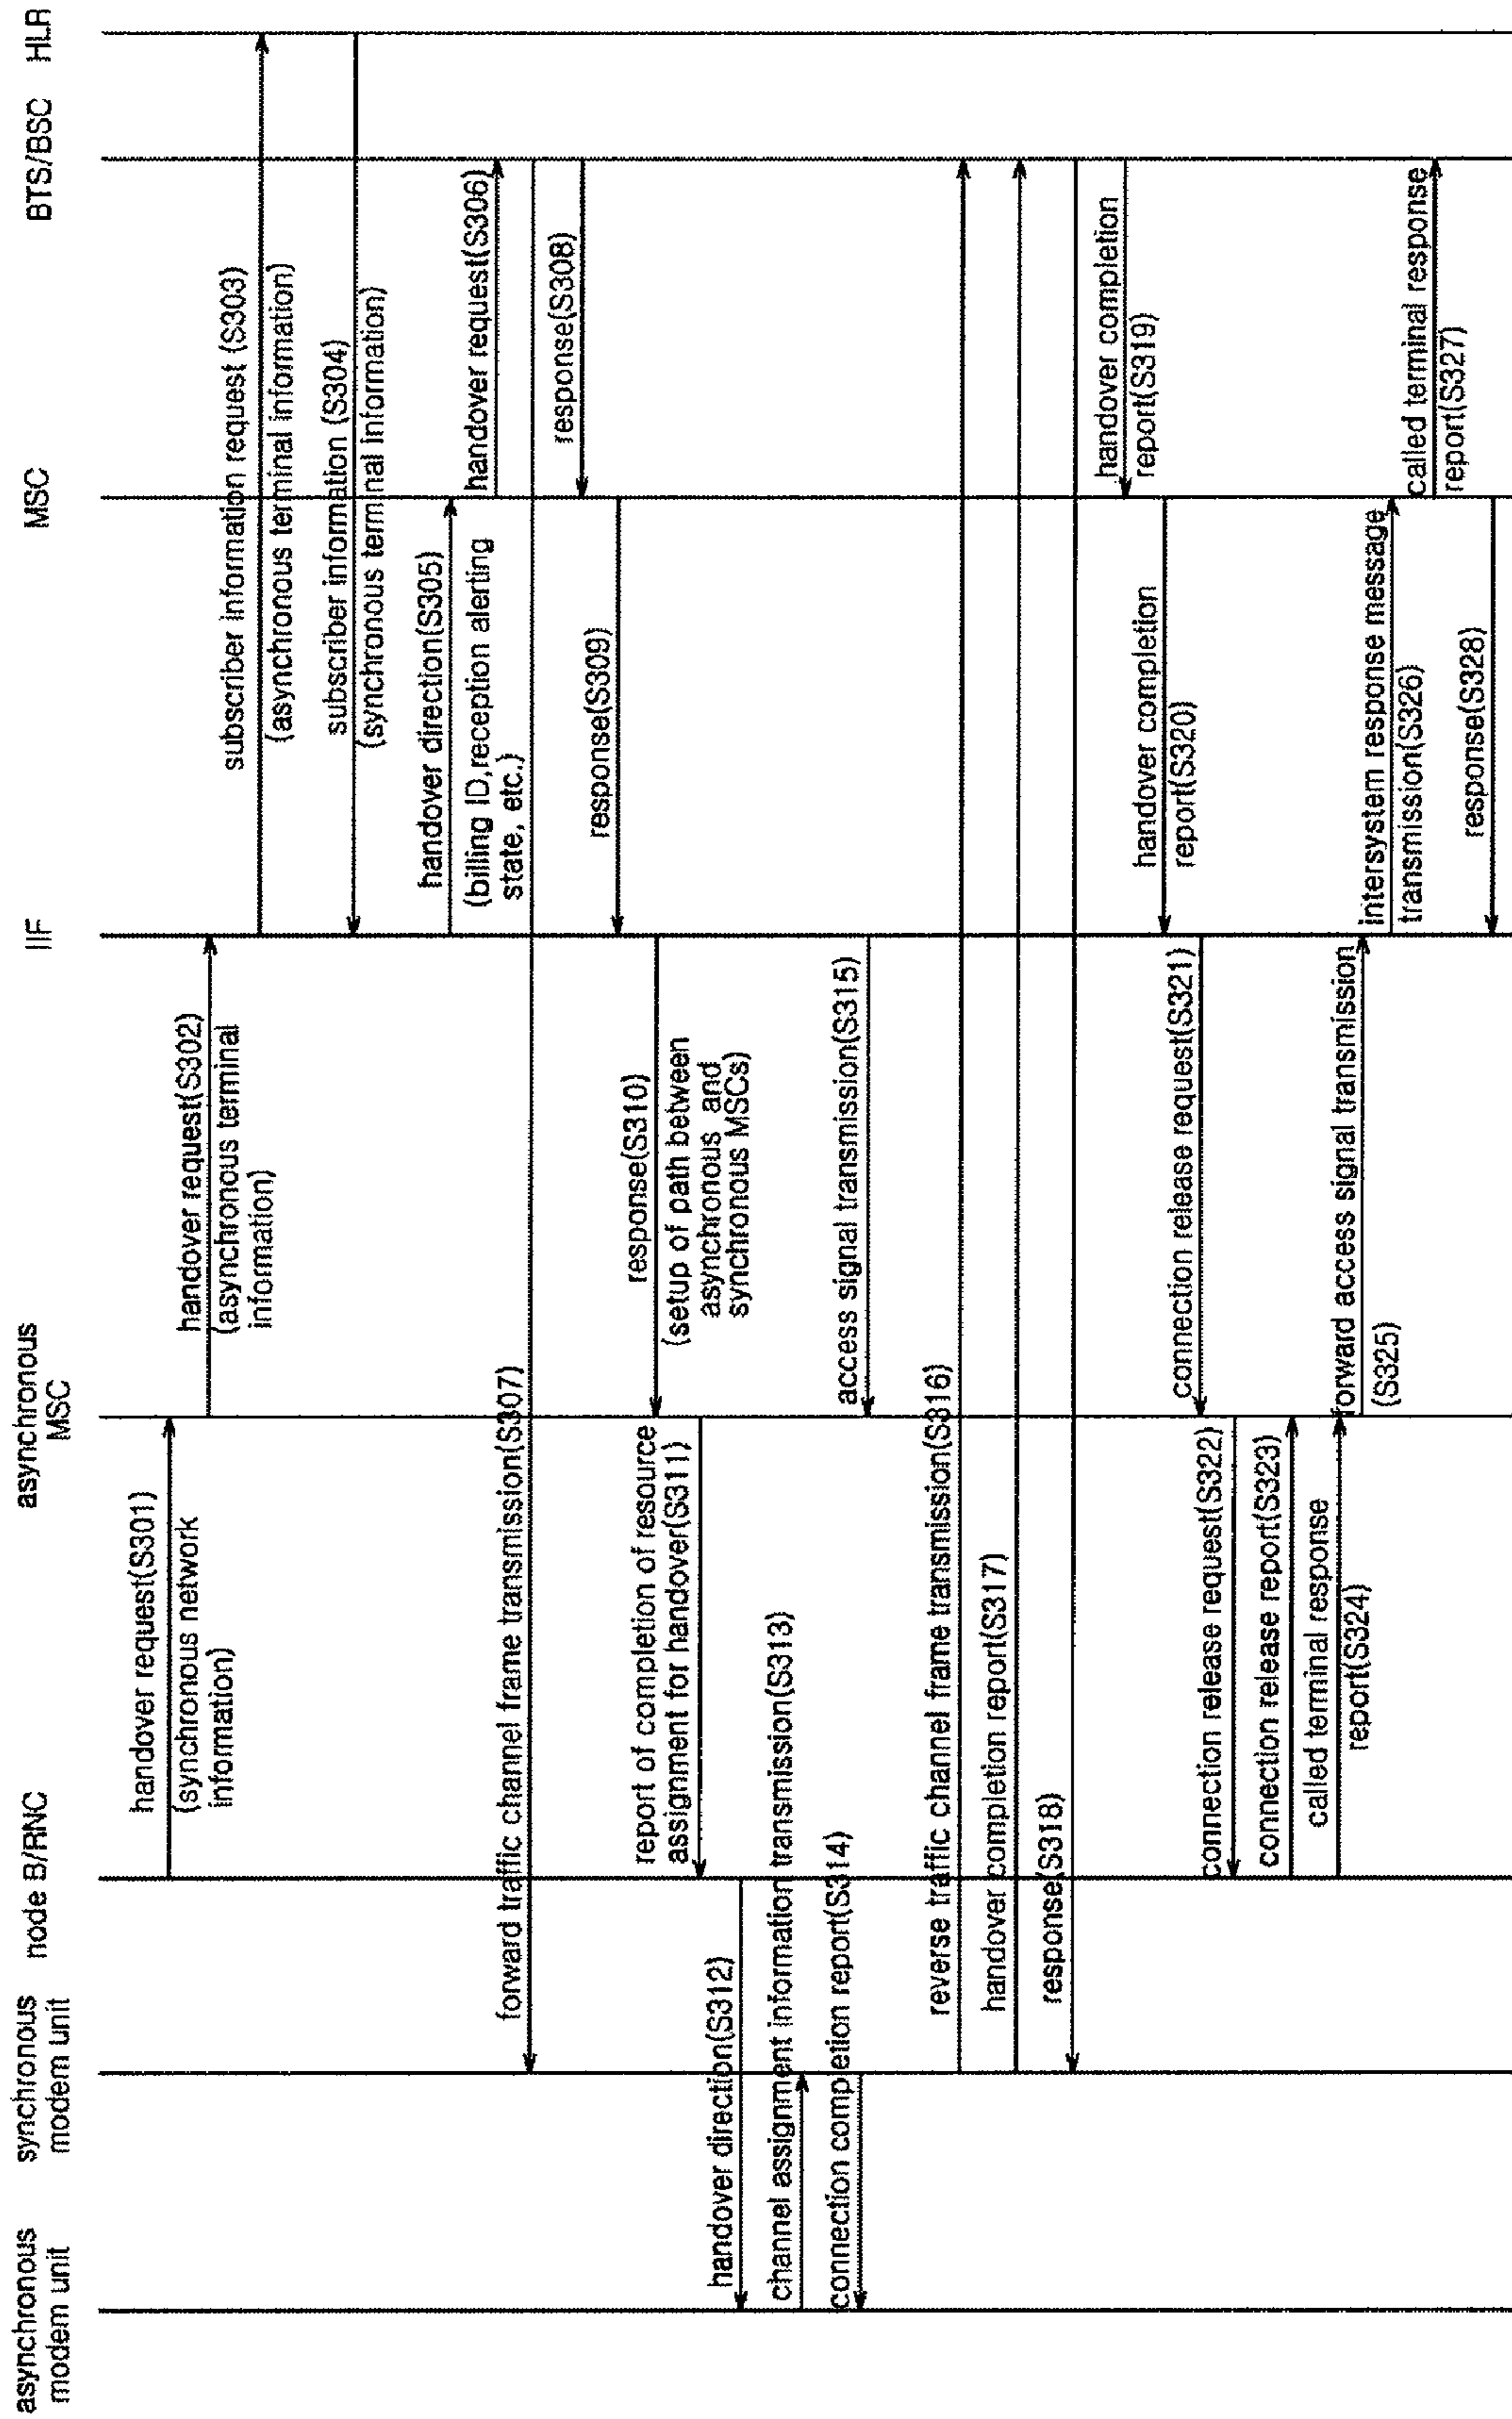 asynchronous
modem unit
synchronous
modem unit
node B/RNC
asynchronous
MSC
IIF
MSC
BTS/BSC
HLR
handover request(S301)
(synchronous network
information)
handover request(S302)
(asynchronous terminal
information)
subscriber information request (S303)
(asynchronous terminal information)
subscriber information (S304)
(synchronous terminal information)
handover direction(S305)
(billing ID,reception alerting
state, etc.)
handover request(S306)
forward traffic channel frame transmission(S307)
response(S308)
response(S309)
response(S310)
(setup of path between
asynchronous and
synchronous MSCs)
report of completion of resource
assignment for handover(S311)
handover direction(S312)
channel assignment information transmission(S313)
connection completion report(S314)
access signal transmission(S315)
reverse traffic channel frame transmission(S316)
handover completion report(S317)
response(S318)
handover completion
report(S319)
handover completion
report(S320)
connection release request(S321)
connection release request(S322)
connection release report(S323)
called terminal response
report(S324)
forward access signal transmission
(S325)
intersystem response message
transmission(S326)
called terminal response
report(S327)
response(S328)